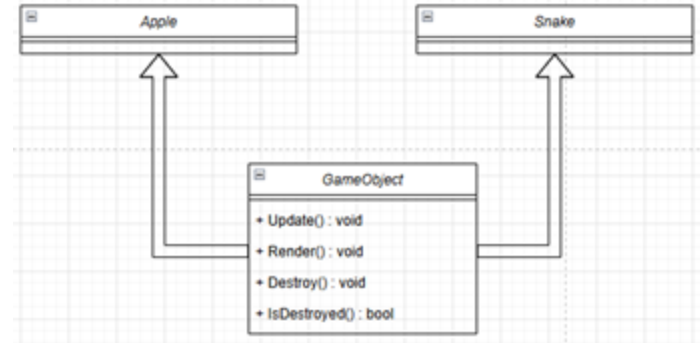 Apple
Snake
GameObject
+ Update() : void
+ Render() : void
+ Destroy() : void
+ IsDestroyed() : bool